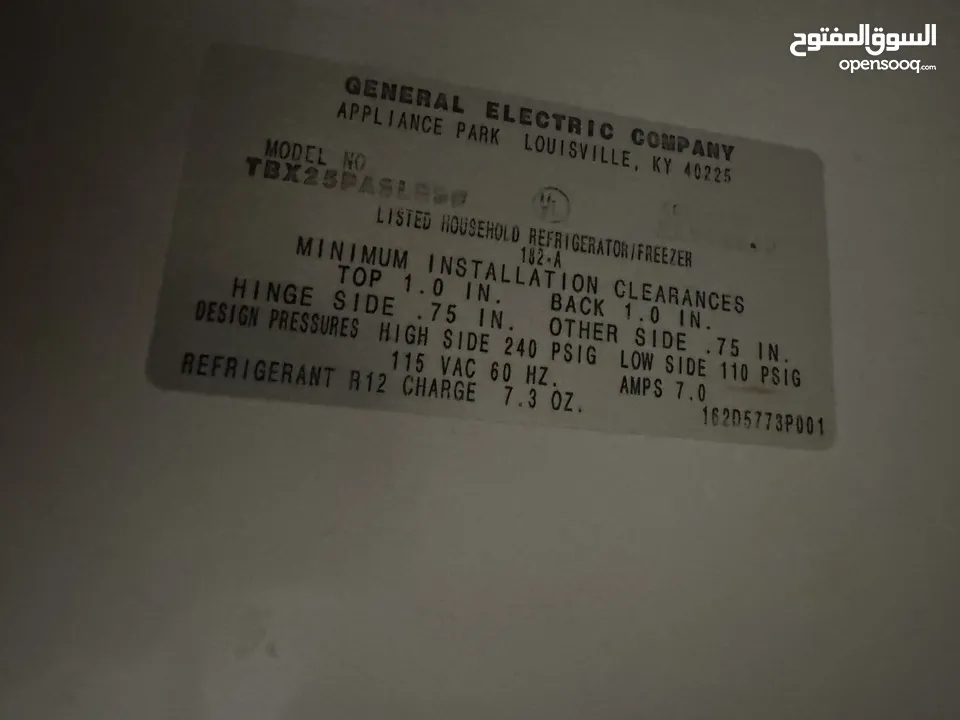 السوق المفتوح
opensooq.com
GENERAL ELECTRIC COMPANY
APPLIANCE PARK LOUISVILLE, KY 40225
MODEL NO
UL
LISTED HOUSEHOLD REFRIGERATOR/FREEZER
182-A
MINIMUM INSTALLATION CLEARANCES
TOP 1.0 IN. BACK 1.0 IN.
HINGE SIDE .75 IN. OTHER SIDE .75 IN.
DESIGN PRESSURES HIGH SIDE 240 PSIG LOW SIDE 110 PSIG
115 VAC 60 HZ. AMPS 7.0
REFRIGERANT R12 CHARGE 7.3 OZ.
162D5773P001